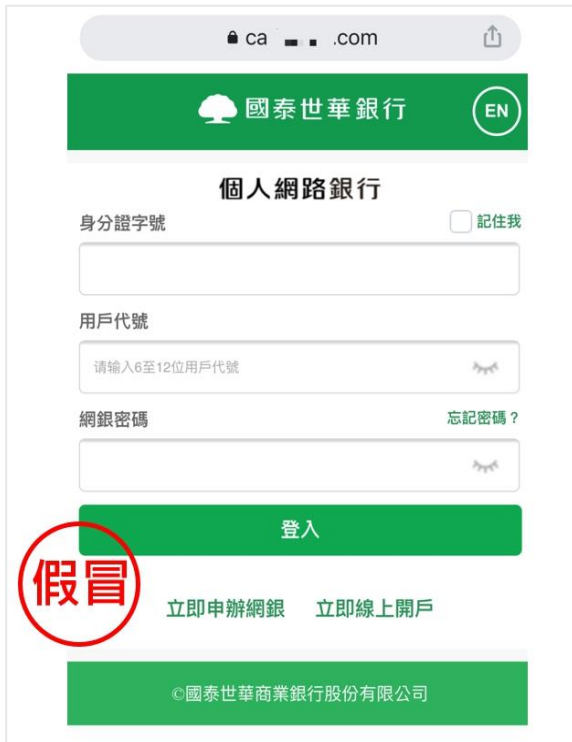 ca .com
國泰世華銀行
EN
個人網路銀行
身分證字號
記住我
用戶代號
请输入6至12位用戶代號
網銀密碼
忘記密碼？
登入
假冒
立即申辦網銀 立即線上開戶
©國泰世華商業銀行股份有限公司